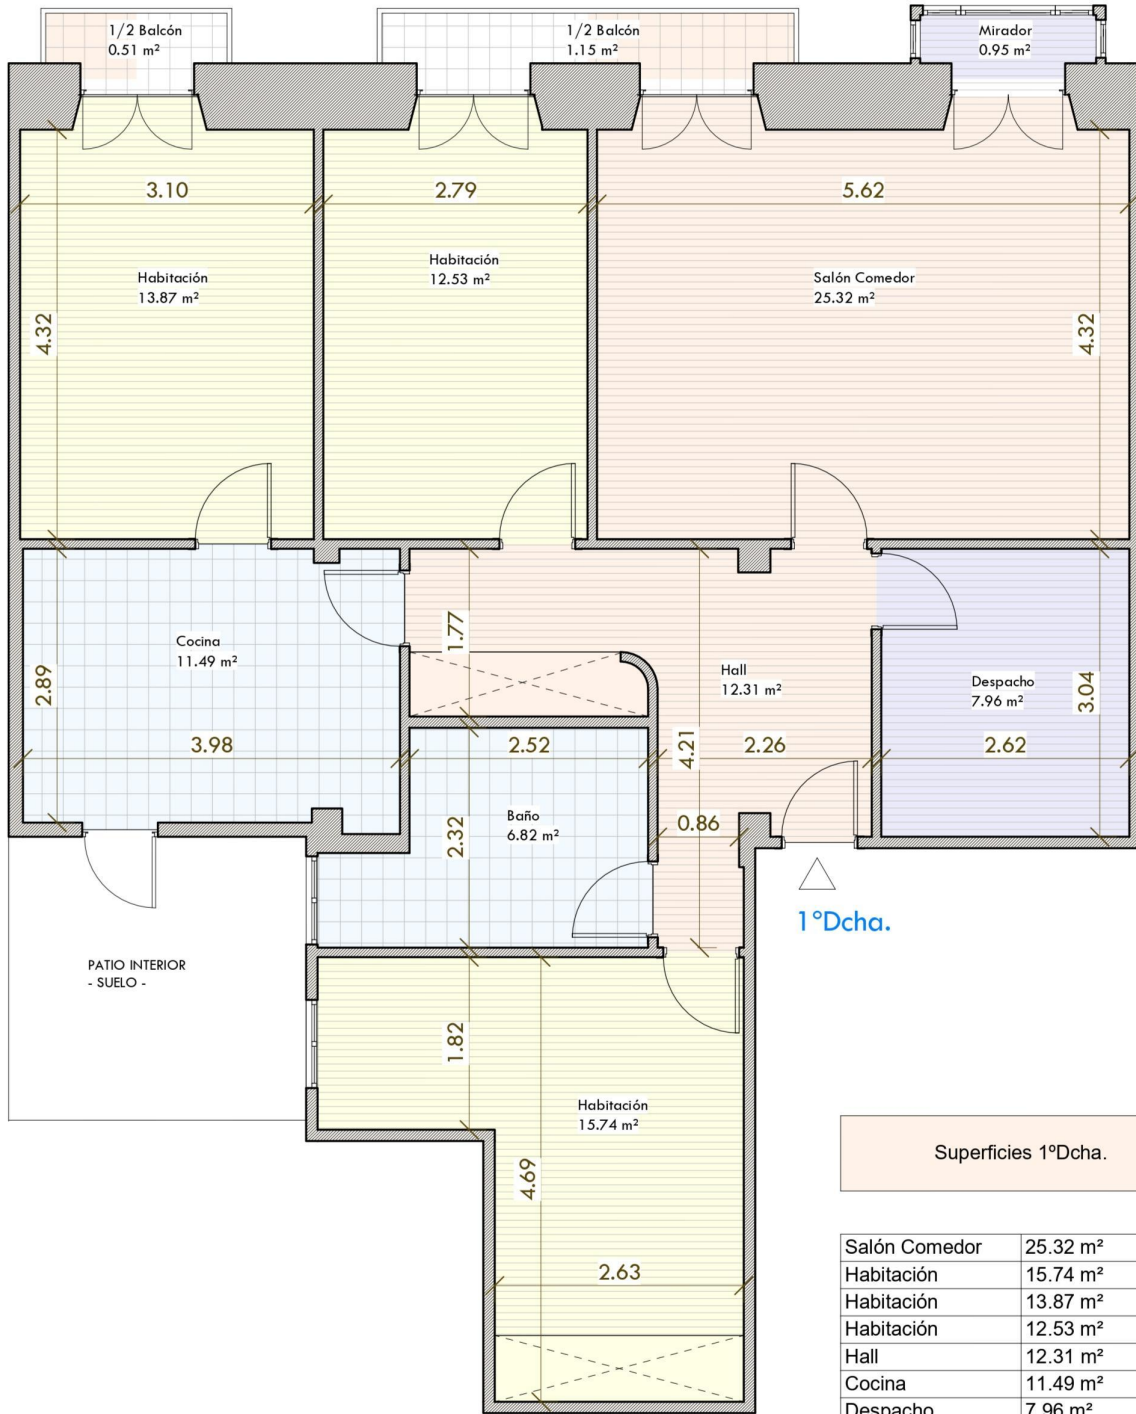 1/2 Balcón
0.51 m²
1/2 Balcón
1.15 m²
Mirador
0.95 m²
3.10
2.79
5.62
Habitación
13.87 m²
Habitación
12.53 m²
Salón Comedor
25.32 m²
4.32
4.32
Cocina
11.49 m²
1.77
Hall
12.31 m²
Despacho
7.96 m²
2.89
3.04
3.98
2.52
4.21
2.26
2.62
Baño
6.82 m²
2.32
0.86
1ºDcha.
PATIO INTERIOR
- SUELO -
1.82
Habitación
15.74 m²
4.69
2.63
Superficies 1ºDcha.
Salón Comedor 25.32 m²
Habitación 15.74 m²
Habitación 13.87 m²
Habitación 12.53 m²
Hall 12.31 m²
Cocina 11.49 m²
Despacho 7.96 m²